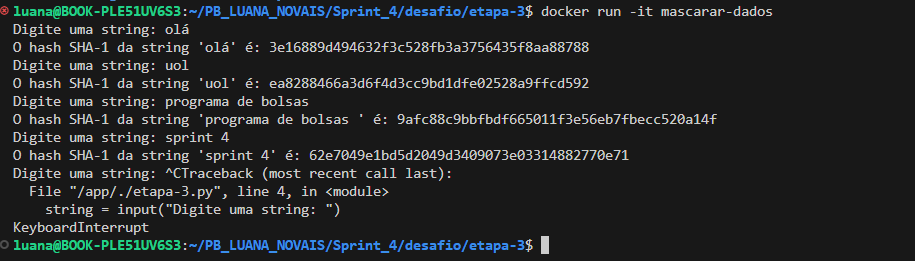 luana@BOOK-PLE51UV6S3:~/PB_LUANA_NOVAIS/Sprint_4/desafio/etapa-3$ docker run -it mascarar-dados
Digite uma string: olá
O hash SHA-1 da string 'olá' é: 3e16889d494632f3c528fb3a3756435f8aa88788
Digite uma string: uol
O hash SHA-1 da string 'uol' é: ea8288466a3d6f4d3cc9bd1dfe02528a9ffcd592
Digite uma string: programa de bolsas
O hash SHA-1 da string 'programa de bolsas ' é: 9afc88c9bbfbdf665011f3e56eb7fbecc520a14f
Digite uma string: sprint 4
O hash SHA-1 da string 'sprint 4' é: 62e7049e1bd5d2049d3409073e03314882770e71
Digite uma string: ^CTraceback (most recent call last):
  File "/app/./etapa-3.py", line 4, in <module>
    string = input("Digite uma string: ")
KeyboardInterrupt
luana@BOOK-PLE51UV6S3:~/PB_LUANA_NOVAIS/Sprint_4/desafio/etapa-3$